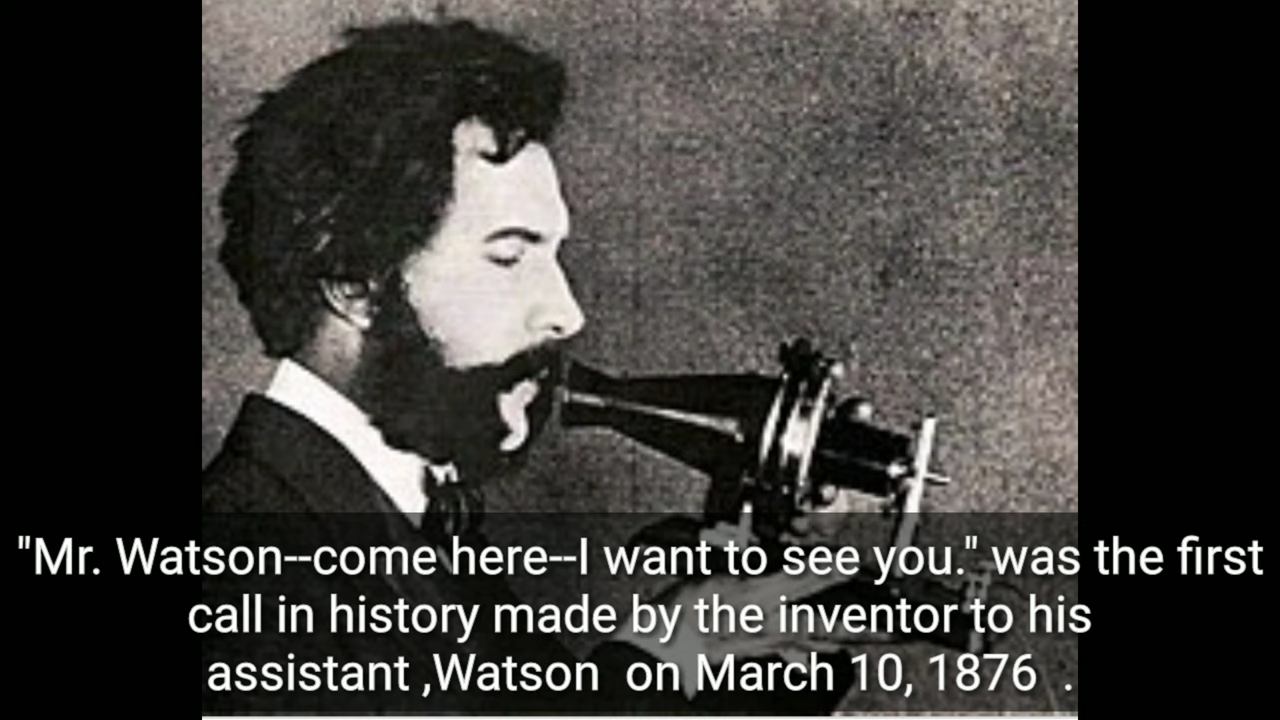 "Mr. Watson--come here--I want to see you." was the first
call in history made by the inventor to his
assistant ,Watson  on March 10, 1876  .